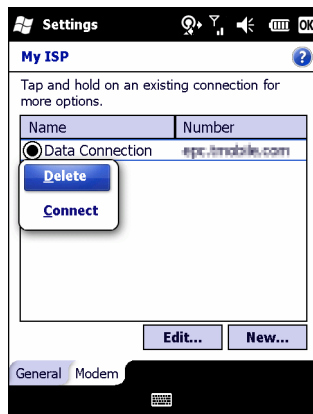 Settings
OK
My ISP
?
Tap and hold on an existing connection for
more options.
Name Number
Data Connection epc.tmobile.com
Delete
Connect
Edit... New...
General Modem